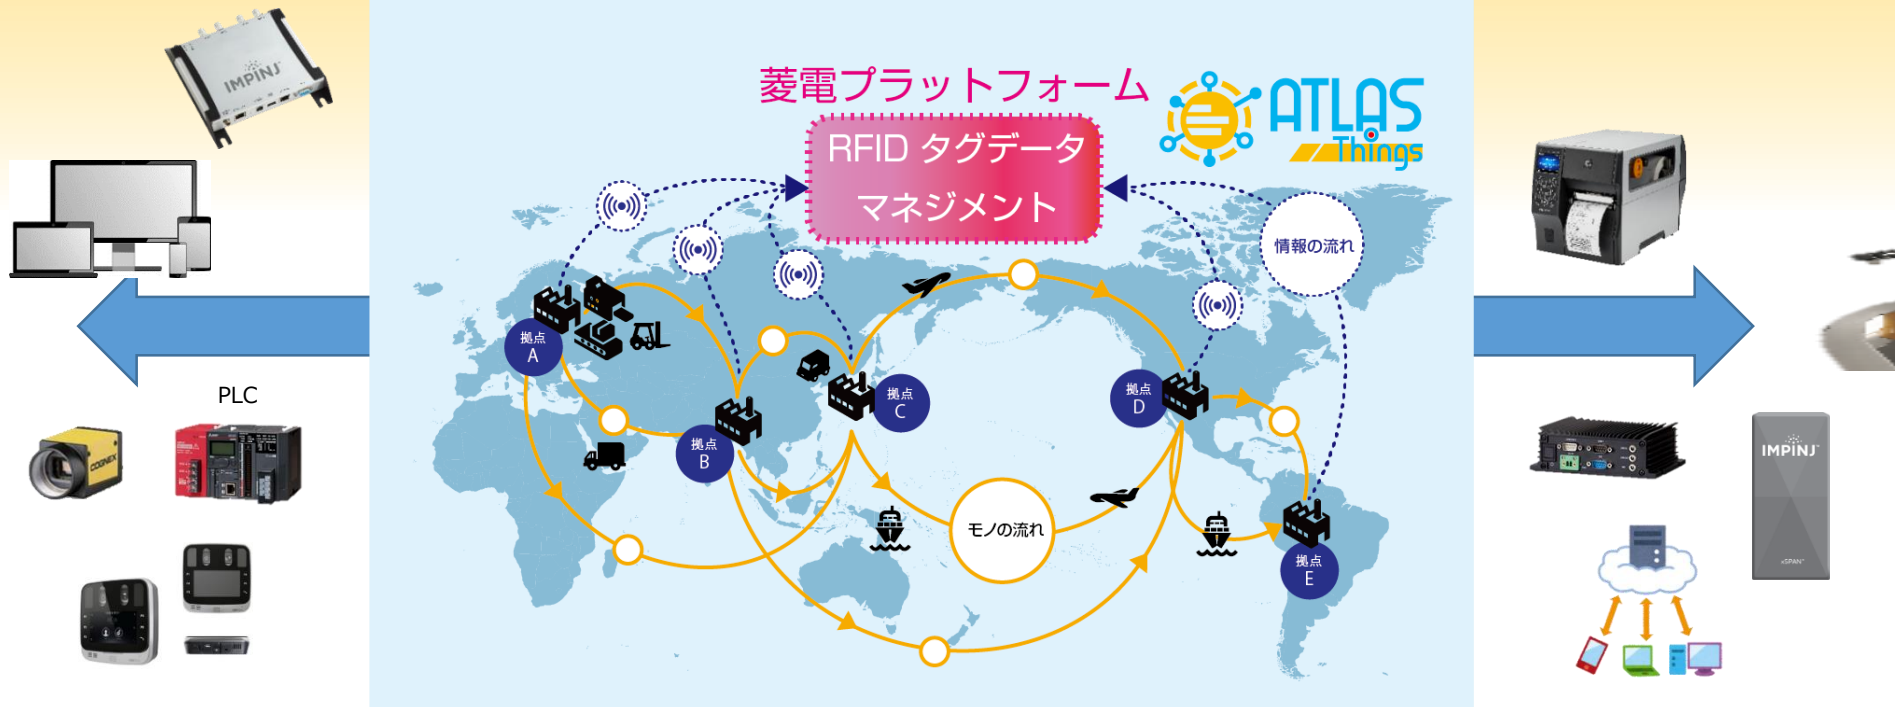 IMPINJ
菱電プラットフォーム
ATLAS
Things
RFID タグデータ
マネジメント
情報の流れ
拠点
A
PLC
拠点
B
拠点
C
拠点
D
モノの流れ
拠点
E
COGNEX
IMPINJ
xSPAN